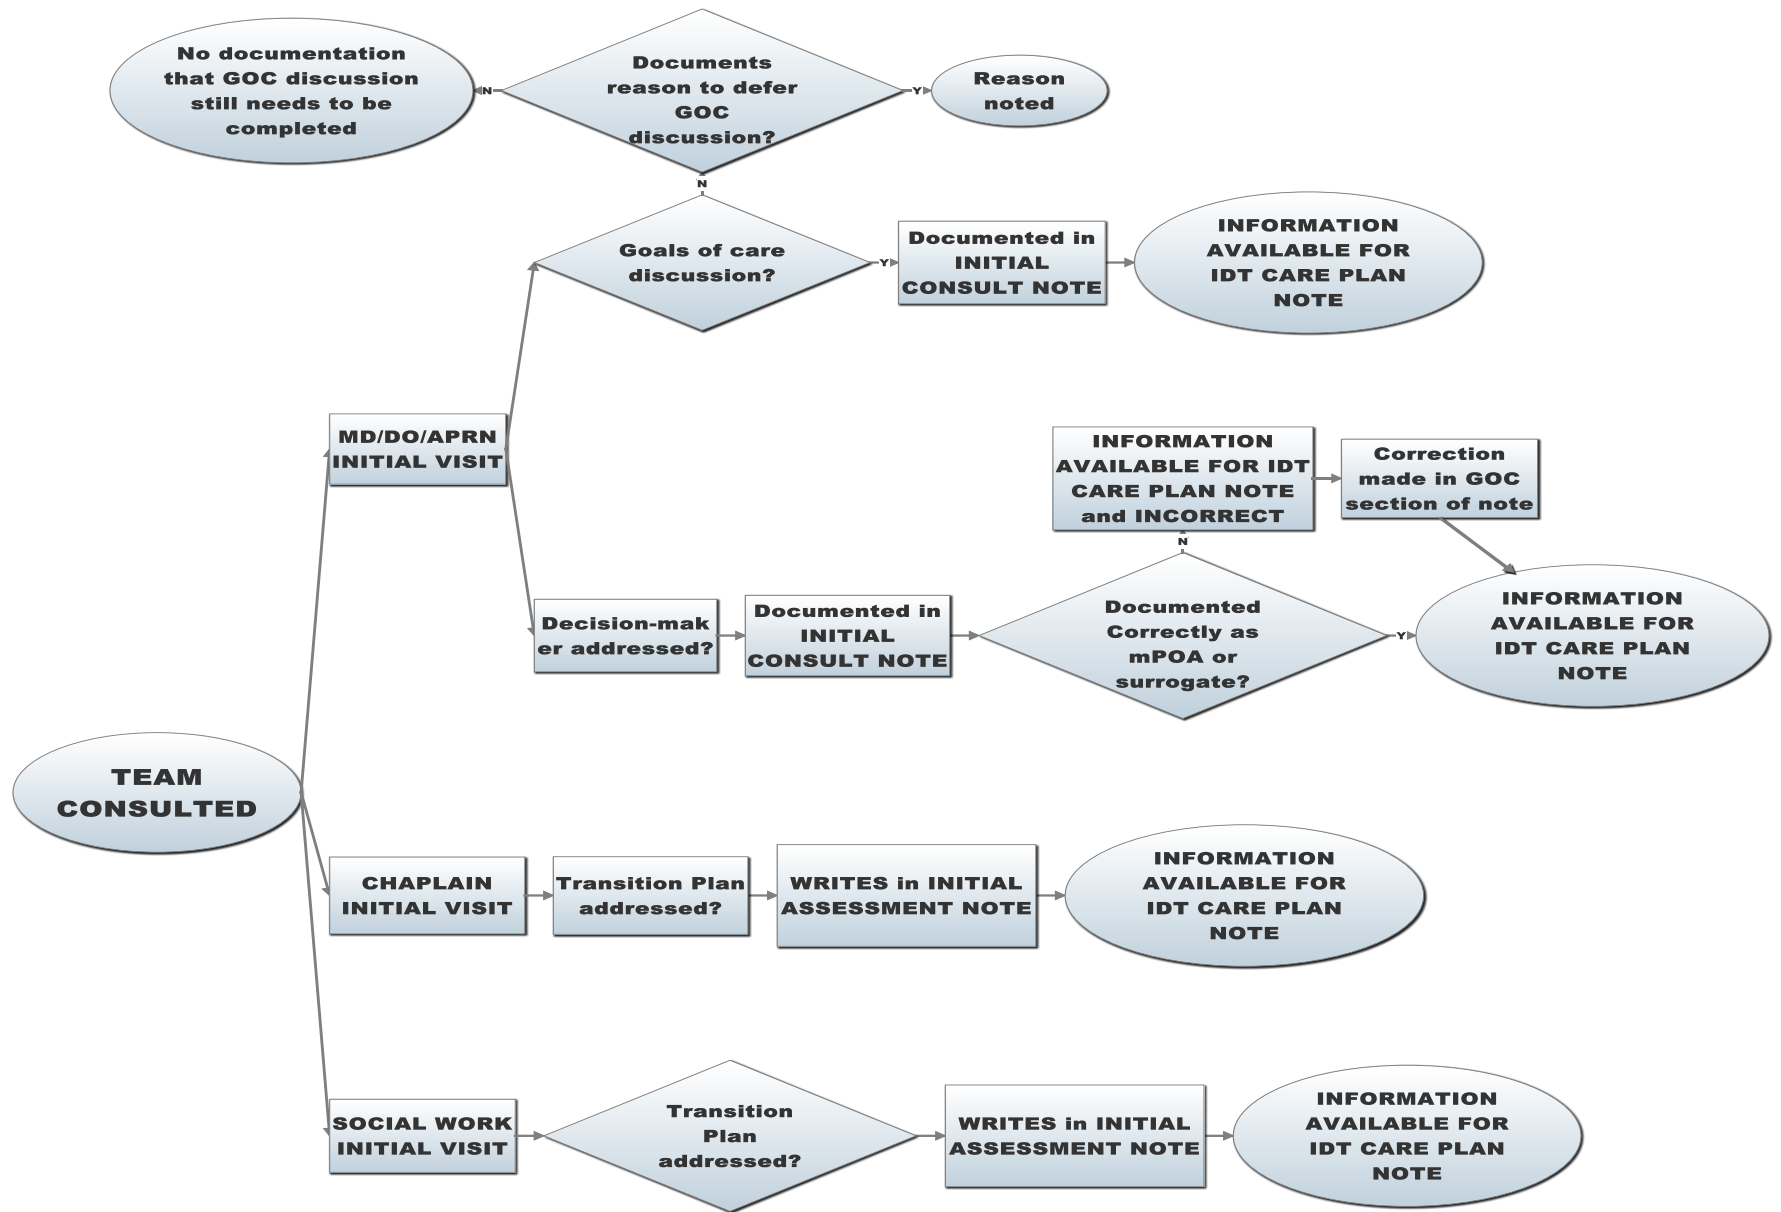 No documentation
that GOC discussion
still needs to be
completed
N
Documents
reason to defer
GOC
discussion?
Y
Reason
noted
N
Goals of care
discussion?
Y
Documented in
INITIAL
CONSULT NOTE
INFORMATION
AVAILABLE FOR
IDT CARE PLAN
NOTE
MD/DO/APRN
INITIAL VISIT
INFORMATION
AVAILABLE FOR IDT
CARE PLAN NOTE
and INCORRECT
Correction
made in GOC
section of note
N
Decision-mak
er addressed?
Documented in
INITIAL
CONSULT NOTE
Documented
Correctly as
mPOA or
surrogate?
Y
INFORMATION
AVAILABLE FOR
IDT CARE PLAN
NOTE
TEAM
CONSULTED
CHAPLAIN
INITIAL VISIT
Transition Plan
addressed?
WRITES in INITIAL
ASSESSMENT NOTE
INFORMATION
AVAILABLE FOR
IDT CARE PLAN
NOTE
SOCIAL WORK
INITIAL VISIT
Transition
Plan
addressed?
WRITES in INITIAL
ASSESSMENT NOTE
INFORMATION
AVAILABLE FOR
IDT CARE PLAN
NOTE